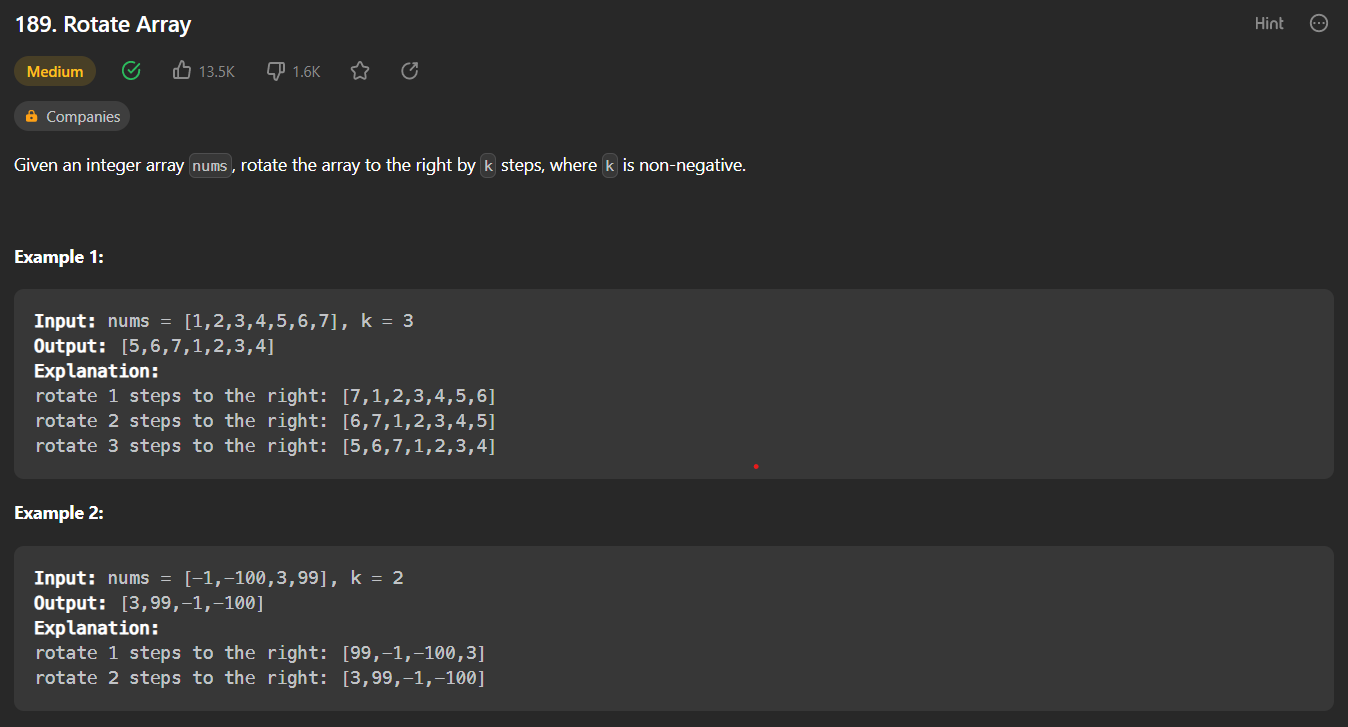 189. Rotate Array
Hint
Medium
13.5K
1.6K
Companies
Given an integer array nums, rotate the array to the right by k steps, where k is non-negative.
Example 1:
Input: nums = [1,2,3,4,5,6,7], k = 3
Output: [5,6,7,1,2,3,4]
Explanation:
rotate 1 steps to the right: [7,1,2,3,4,5,6]
rotate 2 steps to the right: [6,7,1,2,3,4,5]
rotate 3 steps to the right: [5,6,7,1,2,3,4]
Example 2:
Input: nums = [-1,-100,3,99], k = 2
Output: [3,99,-1,-100]
Explanation:
rotate 1 steps to the right: [99,-1,-100,3]
rotate 2 steps to the right: [3,99,-1,-100]